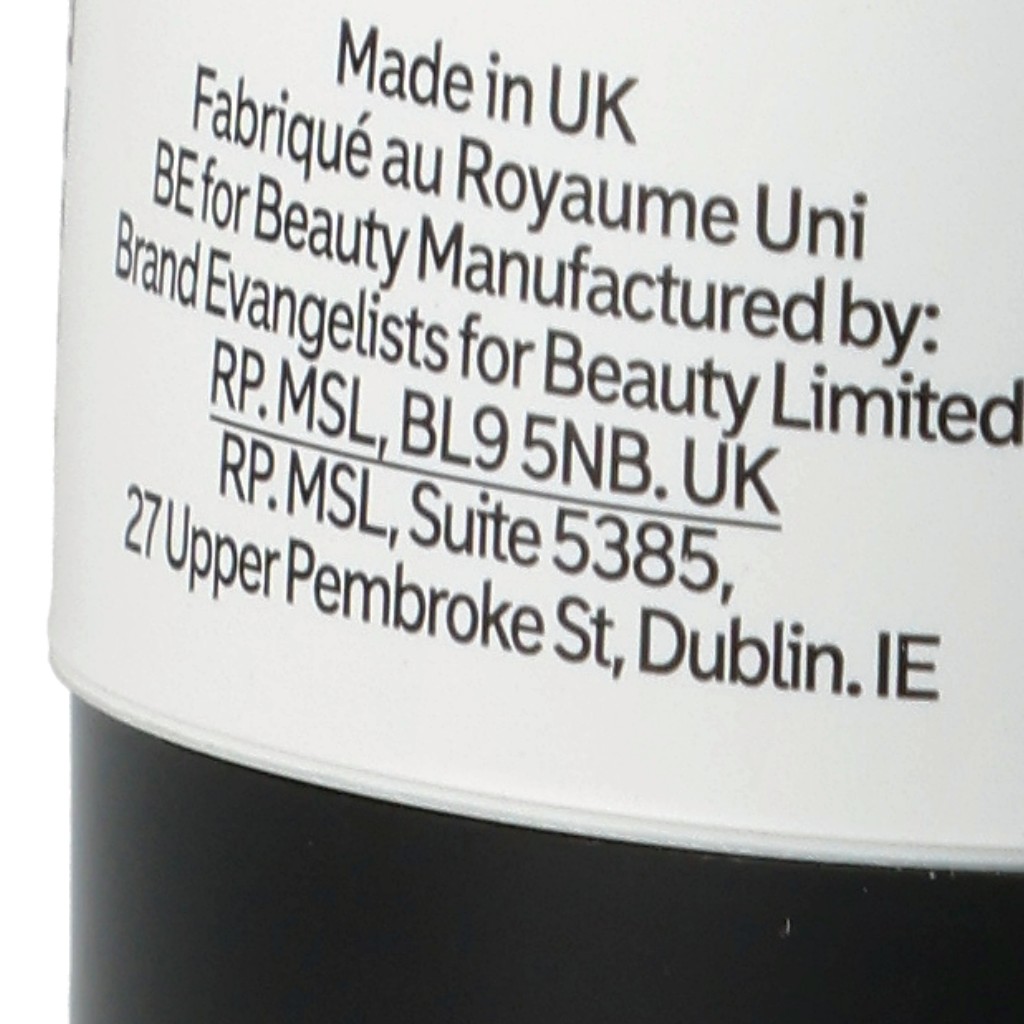 Made in UK
Fabriqué au Royaume Uni
BE for Beauty Manufactured by:
Brand Evangelists for Beauty Limited
RP. MSL, BL9 5NB. UK
RP. MSL, Suite 5385,
27 Upper Pembroke St, Dublin. IE